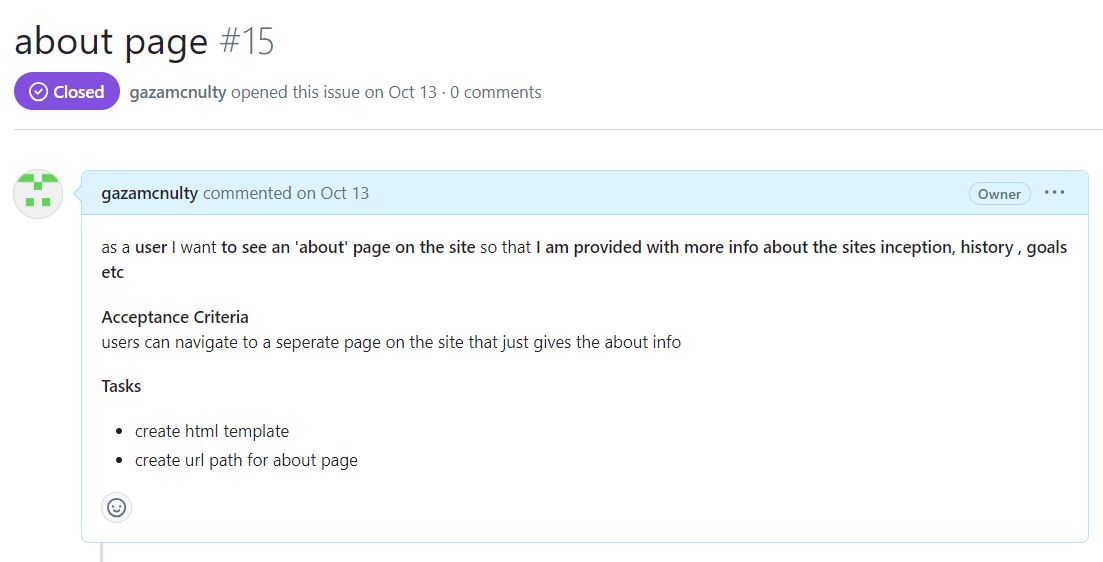 about page #15
Closed gazamcnulty opened this issue on Oct 13 · 0 comments
gazamcnulty commented on Oct 13 Owner ...
as a user I want to see an 'about' page on the site so that I am provided with more info about the sites inception, history , goals
etc
Acceptance Criteria
users can navigate to a seperate page on the site that just gives the about info
Tasks
• create html template
• create url path for about page